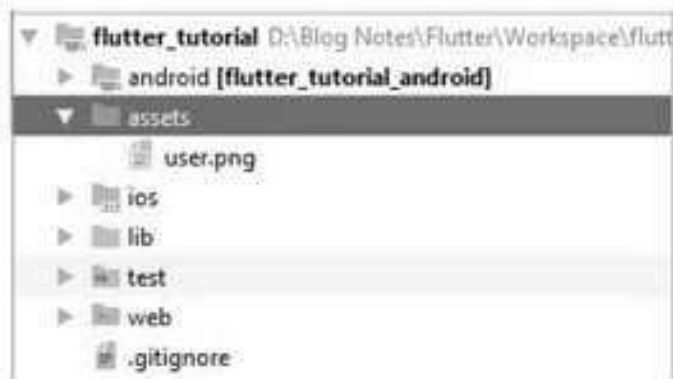 flutter_tutorial D:\Blog Notes\Flutter\Workspace\flutt
android [flutter_tutorial_android]
assets
user.png
ios
lib
test
web
.gitignore